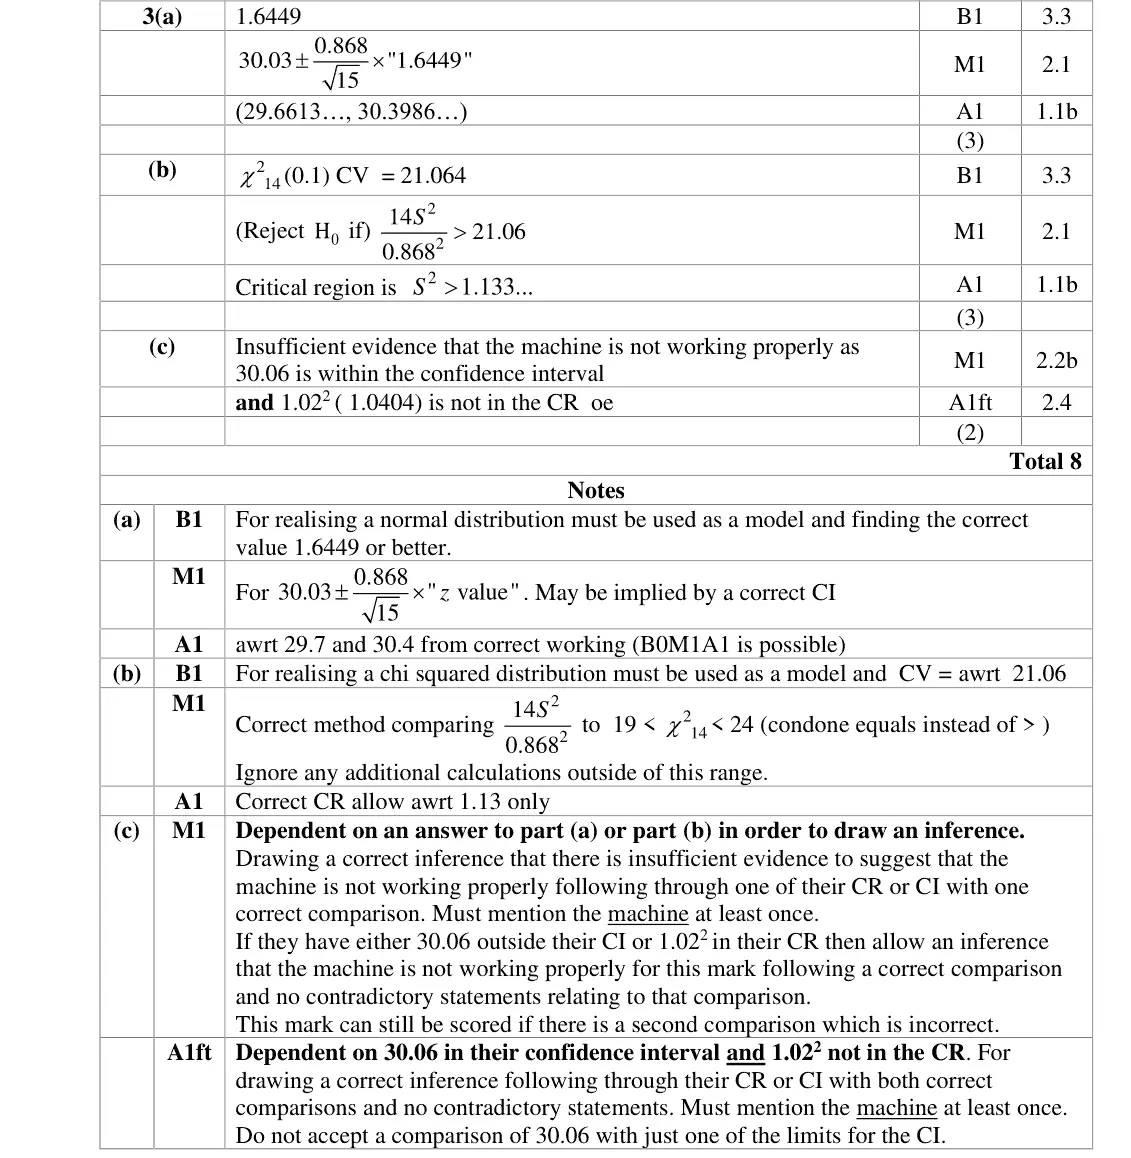 3(a) 1.6449 B1 3.3
30.03 ± 0.868/√15 × "1.6449" M1 2.1
(29.6613…, 30.3986…) A1 1.1b
(3)
(b) χ²₁₄(0.1) CV = 21.064 B1 3.3
(Reject H₀ if) 14S²/0.868² > 21.06 M1 2.1
Critical region is S² > 1.133... A1 1.1b
(3)
(c) Insufficient evidence that the machine is not working properly as
30.06 is within the confidence interval M1 2.2b
and 1.02² ( 1.0404) is not in the CR oe A1ft 2.4
(2)
Total 8
Notes
(a) B1 For realising a normal distribution must be used as a model and finding the correct
value 1.6449 or better.
M1 For 30.03 ± 0.868/√15 × " z value" . May be implied by a correct CI
A1 awrt 29.7 and 30.4 from correct working (B0M1A1 is possible)
(b) B1 For realising a chi squared distribution must be used as a model and CV = awrt 21.06
M1 Correct method comparing 14S²/0.868² to 19 < χ²₁₄ < 24 (condone equals instead of > )
Ignore any additional calculations outside of this range.
A1 Correct CR allow awrt 1.13 only
(c) M1 Dependent on an answer to part (a) or part (b) in order to draw an inference.
Drawing a correct inference that there is insufficient evidence to suggest that the
machine is not working properly following through one of their CR or CI with one
correct comparison. Must mention the machine at least once.
If they have either 30.06 outside their CI or 1.02² in their CR then allow an inference
that the machine is not working properly for this mark following a correct comparison
and no contradictory statements relating to that comparison.
This mark can still be scored if there is a second comparison which is incorrect.
A1ft Dependent on 30.06 in their confidence interval and 1.02² not in the CR. For
drawing a correct inference following through their CR or CI with both correct
comparisons and no contradictory statements. Must mention the machine at least once.
Do not accept a comparison of 30.06 with just one of the limits for the CI.